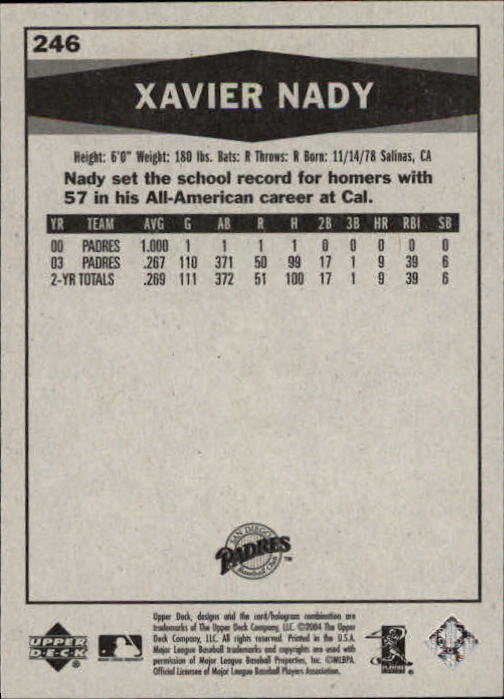 246
XAVIER NADY
Height: 6'0" Weight: 180 lbs. Bats: R Throws: R Born: 11/14/78 Salinas, CA
Nady set the school record for homers with
57 in his All-American career at Cal.
YR TEAM AVG G AB R H 2B 3B HR RBI SB
00 PADRES 1.000 1 1 1 1 0 0 0 0 0
03 PADRES .267 110 371 50 99 17 1 9 39 6
2-YR TOTALS .269 111 372 51 100 17 1 9 39 6
SAN DIEGO
PADRES ™
Baseball Club
Upper Deck, designs and the card/hologram combination are
trademarks of The Upper Deck Company, LLC. ©2004 The Upper
Deck Company, LLC. All rights reserved. Printed in the U.S.A.
Major League Baseball trademarks and copyrights are used with
permission of Major League Baseball Properties, Inc. ©MLBPA.
Official Licensee of Major League Baseball Players Association.
UPPER
DECK ®